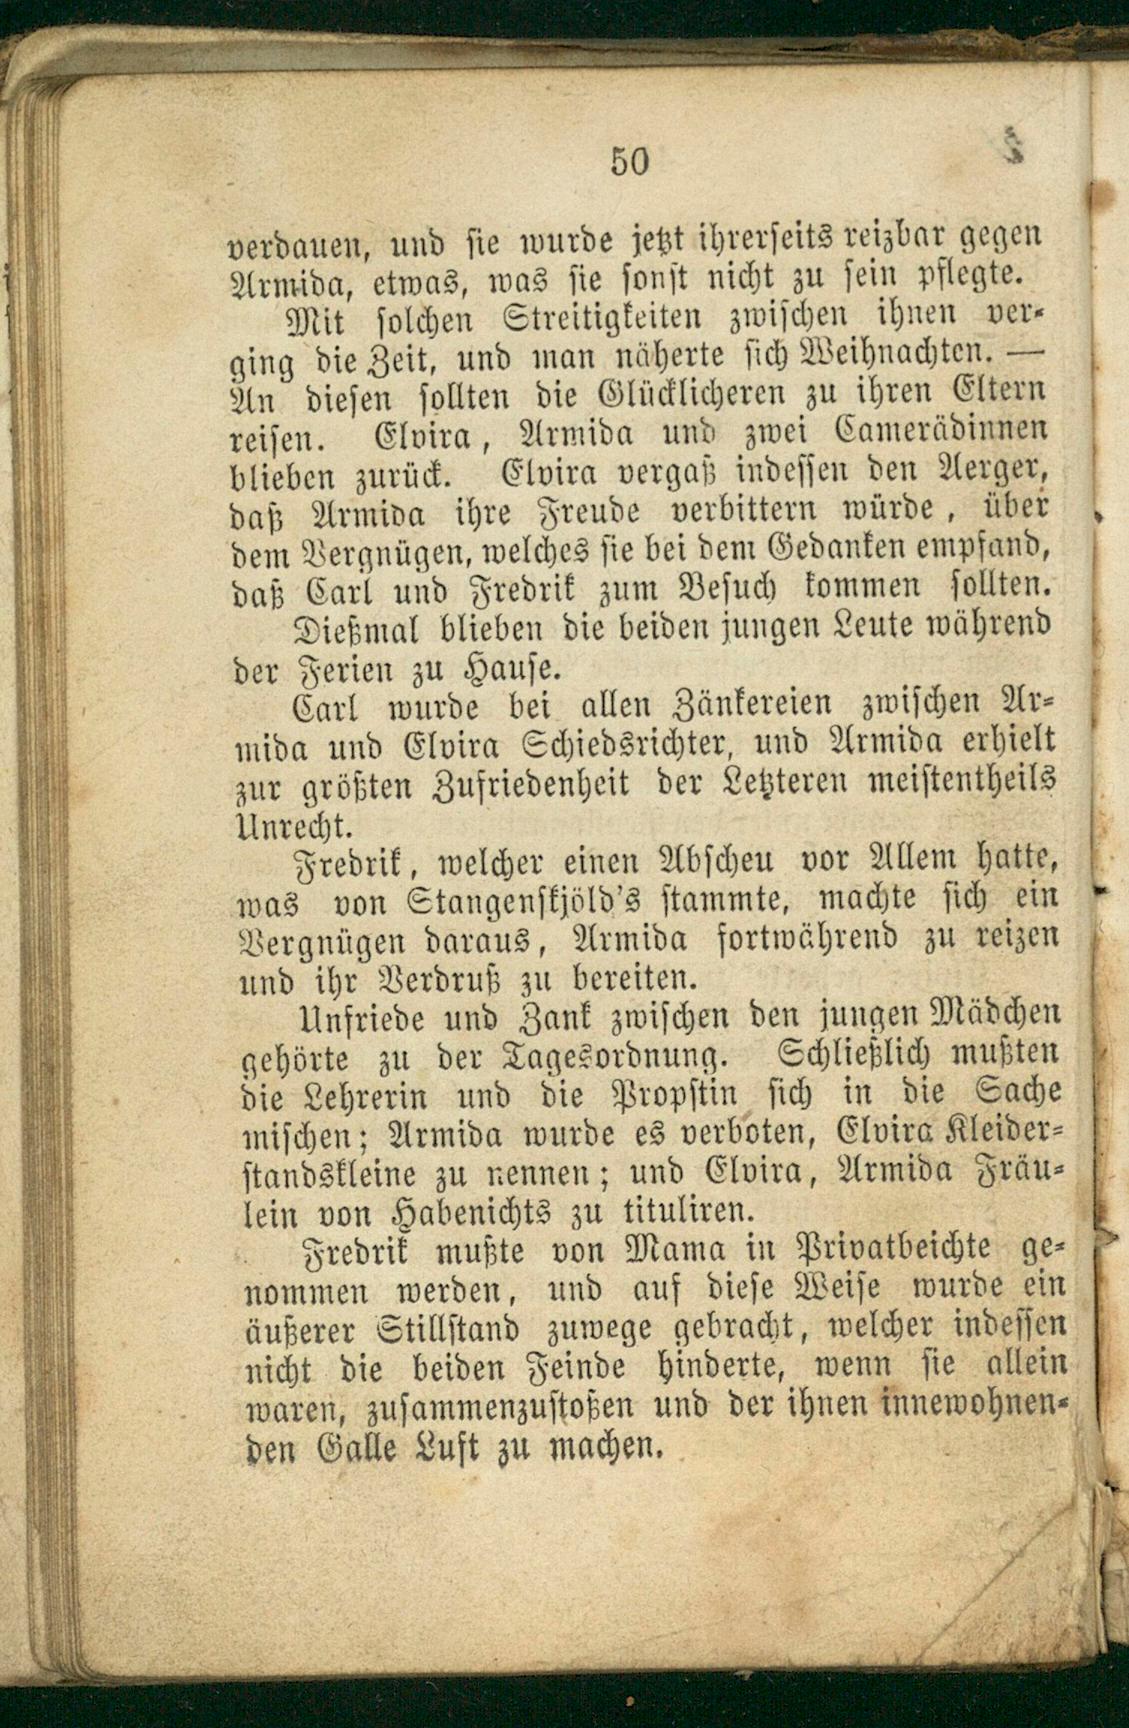 50
verdauen, und sie wurde jetzt ihrerseits reizbar gegen
Armida, etwas, was sie sonst nicht zu sein pflegte.
Mit solchen Streitigkeiten zwischen ihnen ver-
ging die Zeit, und man näherte sich Weihnachten. —
An diesen sollten die Glücklicheren zu ihren Eltern
reisen. Elvira, Armida und zwei Camerädinnen
blieben zurück. Elvira vergaß indessen den Aerger,
daß Armida ihre Freude verbittern würde, über
dem Vergnügen, welches sie bei dem Gedanken empfand,
daß Carl und Fredrik zum Besuch kommen sollten.
Dießmal blieben die beiden jungen Leute während
der Ferien zu Hause.
Carl wurde bei allen Zänkereien zwischen Ar-
mida und Elvira Schiedsrichter, und Armida erhielt
zur größten Zufriedenheit der Letzteren meistentheils
Unrecht.
Fredrik, welcher einen Abscheu vor Allem hatte,
was von Stangenskjöld's stammte, machte sich ein
Vergnügen daraus, Armida fortwährend zu reizen
und ihr Verdruß zu bereiten.
Unfriede und Zank zwischen den jungen Mädchen
gehörte zu der Tagesordnung. Schließlich mußten
die Lehrerin und die Propstin sich in die Sache
mischen; Armida wurde es verboten, Elvira Kleider-
standskleine zu nennen; und Elvira, Armida Fräu-
lein von Habenichts zu tituliren.
Fredrik mußte von Mama in Privatbeichte ge-
nommen werden, und auf diese Weise wurde ein
äußerer Stillstand zuwege gebracht, welcher indessen
nicht die beiden Feinde hinderte, wenn sie allein
waren, zusammenzustoßen und der ihnen innewohnen-
den Galle Luft zu machen.